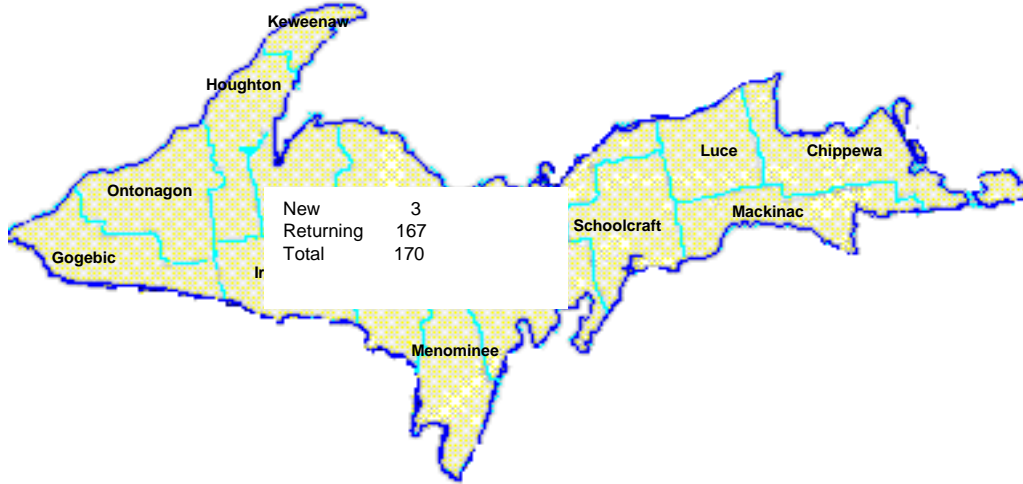 Keweenaw
Houghton
Luce
Chippewa
Ontonagon
Mackinac
New 3
Returning 167
Total 170
Schoolcraft
Gogebic
Menominee